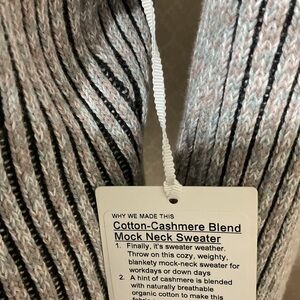 WHY WE MADE THIS
Cotton-Cashmere Blend
Mock Neck Sweater
1. Finally, it's sweater weather.
Throw on this cozy, weighty,
blankety mock-neck sweater for
workdays or down days
2. A hint of cashmere is blended
with naturally breathable
organic cotton to make this